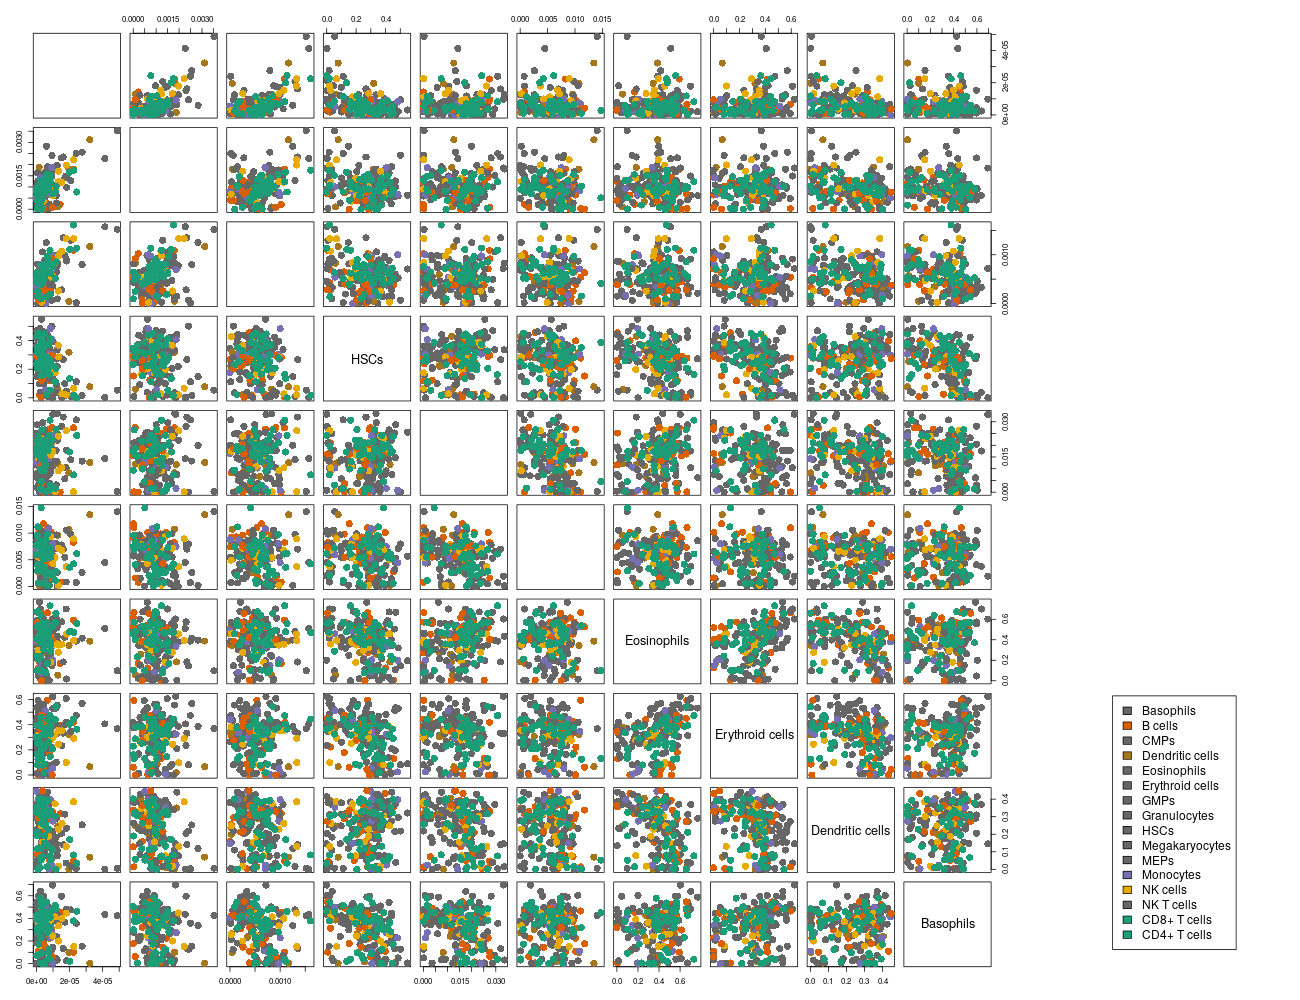 0.0000 0.0015 0.0030
0.0 0.2 0.4
0.000 0.005 0.010 0.015
0.0 0.2 0.4 0.6
0.0 0.2 0.4 0.6
0e+00 2e-05 4e-05
0.0000 0.0015 0.0030
0.0000 0.0010
0.0 0.2 0.4
HSCs
0.000 0.015 0.030
0.000 0.005 0.010 0.015
Eosinophils
0.0 0.2 0.4 0.6
0.0 0.2 0.4 0.6
Erythroid cells
Dendritic cells
0.0 0.1 0.2 0.3 0.4
0.0 0.2 0.4 0.6
Basophils
0e+00 2e-05 4e-05
0.0000 0.0010
0.000 0.015 0.030
0.0 0.2 0.4 0.6
0.0 0.1 0.2 0.3 0.4
Basophils
B cells
CMPs
Dendritic cells
Eosinophils
Erythroid cells
GMPs
Granulocytes
HSCs
Megakaryocytes
MEPs
Monocytes
NK cells
NK T cells
CD8+ T cells
CD4+ T cells